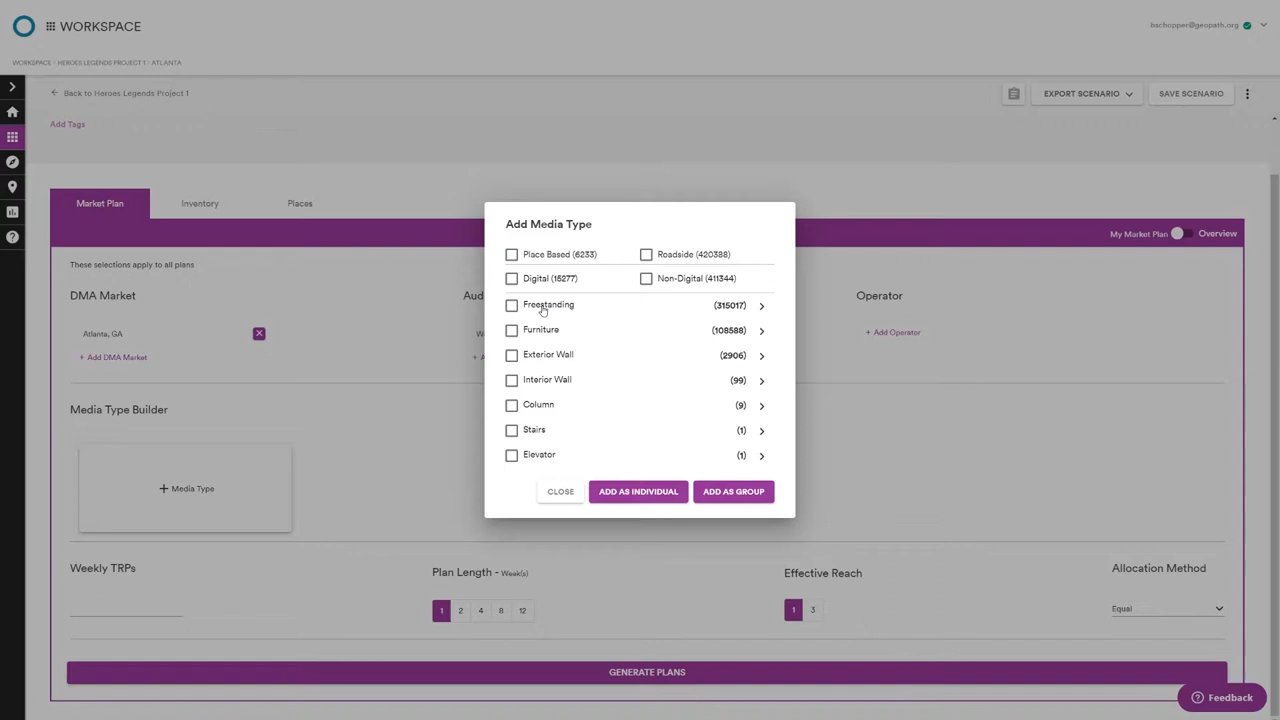 WORKSPACE
bschopper@geopath.org
WORKSPACE > HEROES LEGENDS PROJECT 1 > ATLANTA
Back to Heroes Legends Project 1
EXPORT SCENARIO
SAVE SCENARIO
Add Tags
Market Plan
Inventory
Places
My Market Plan
Overview
These selections apply to all plans
DMA Market
Operator
Atlanta, GA
+ Add DMA Market
+ Add Operator
Media Type Builder
+ Media Type
Add Media Type
Place Based (6233)
Roadside (420388)
Digital (15277)
Non-Digital (411344)
Freestanding (315017)
Furniture (108588)
Exterior Wall (2906)
Interior Wall (99)
Column (9)
Stairs (1)
Elevator (1)
CLOSE
ADD AS INDIVIDUAL
ADD AS GROUP
Weekly TRPs
Plan Length - Week(s)
1 2 4 8 12
Effective Reach
1 3
Allocation Method
Equal
GENERATE PLANS
Feedback